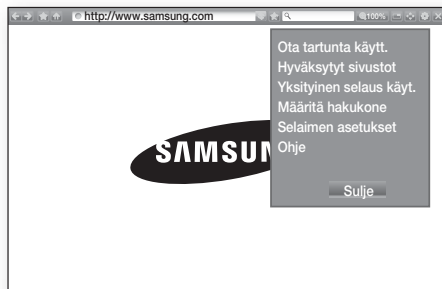 http://www.samsung.com
100%
Ota tartunta käytt.
Hyväksytyt sivustot
Yksityinen selaus käyt.
Määritä hakukone
Selaimen asetukset
Ohje
SAMSUN
Sulje